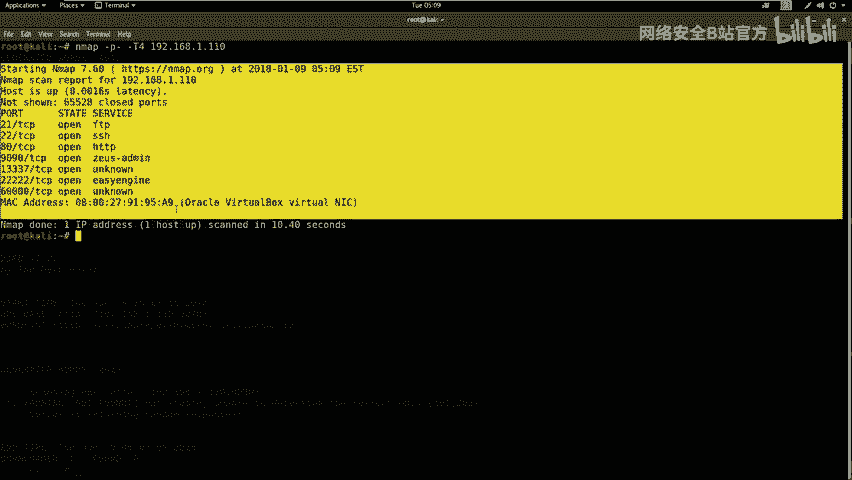 Applications Places Terminal Tue 05:09
root@kali: ~
网络安全B站官方 bilibili
File Edit View Search Terminal Help
root@kali:~# nmap -p- -T4 192.168.1.110
Starting Nmap 7.60 ( https://nmap.org ) at 2018-01-09 05:09 EST
Nmap scan report for 192.168.1.110
Host is up (0.0016s latency).
Not shown: 65528 closed ports
PORT STATE SERVICE
21/tcp open ftp
22/tcp open ssh
80/tcp open http
9090/tcp open zeus-admin
13337/tcp open unknown
22222/tcp open easyengine
60000/tcp open unknown
MAC Address: 08:00:27:91:95:A9 (Oracle VirtualBox virtual NIC)
Nmap done: 1 IP address (1 host up) scanned in 10.40 seconds
root@kali:~#